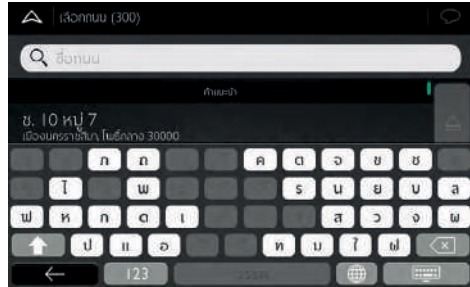 เลือกถนน (300)
ชื่อถนน
คำแนะนำ
ซ. 10 หมู่ 7
เมืองนครราชสีมา, โพธิ์กลาง 30000
ภ ถ ค ต จ ข ช
ไ พ ร น ย บ ล
ฟ ห ก ด เ ส ว ง ผ
ป แ อ ท ม ใ ฝ
123 วรรค